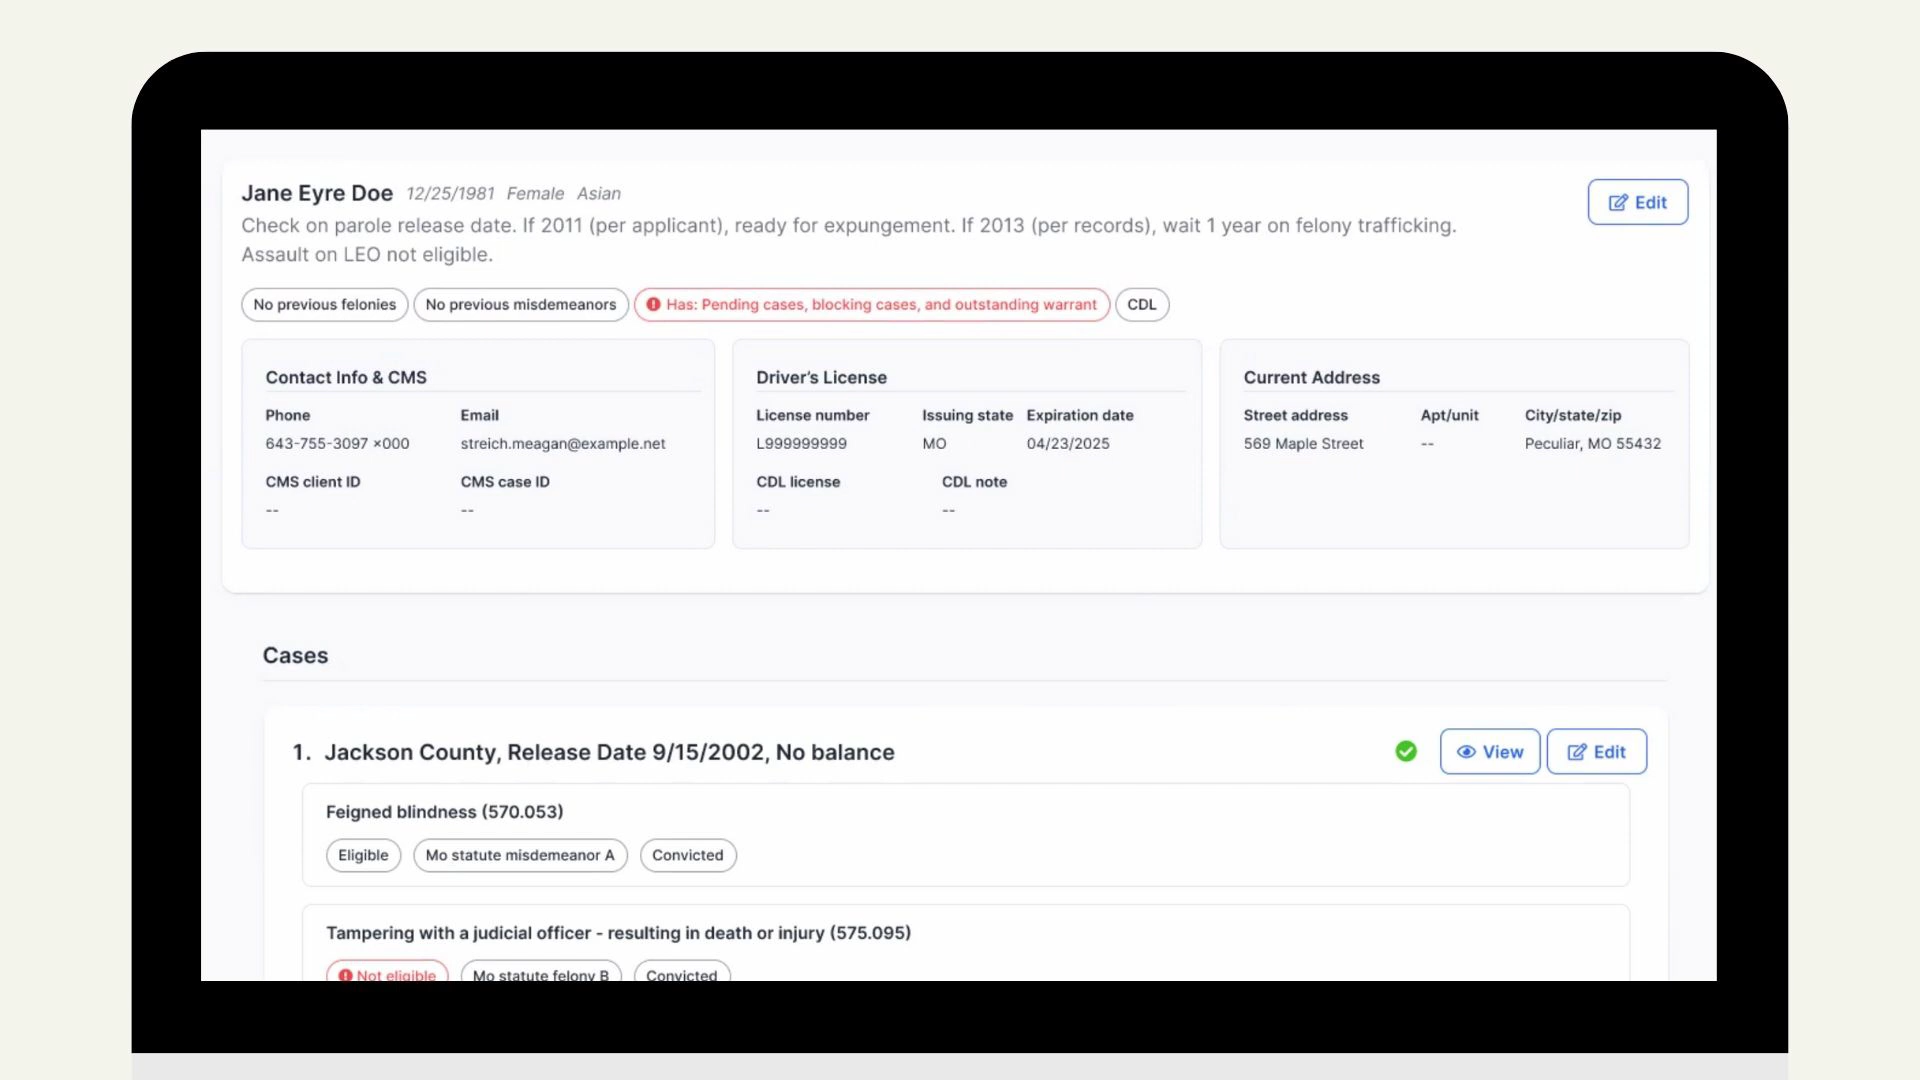 Jane Eyre Doe 12/25/1981 Female Asian
Edit
Check on parole release date. If 2011 (per applicant), ready for expungement. If 2013 (per records), wait 1 year on felony trafficking.
Assault on LEO not eligible.
No previous felonies No previous misdemeanors Has: Pending cases, blocking cases, and outstanding warrant CDL
Contact Info & CMS
Phone Email
643-755-3097 ×000 streich.meagan@example.net
CMS client ID CMS case ID
-- --
Driver’s License
License number Issuing state Expiration date
L999999999 MO 04/23/2025
CDL license CDL note
-- --
Current Address
Street address Apt/unit City/state/zip
569 Maple Street -- Peculiar, MO 55432
Cases
1. Jackson County, Release Date 9/15/2002, No balance View Edit
Feigned blindness (570.053)
Eligible Mo statute misdemeanor A Convicted
Tampering with a judicial officer - resulting in death or injury (575.095)
Not eligible Mo statute felony B Convicted